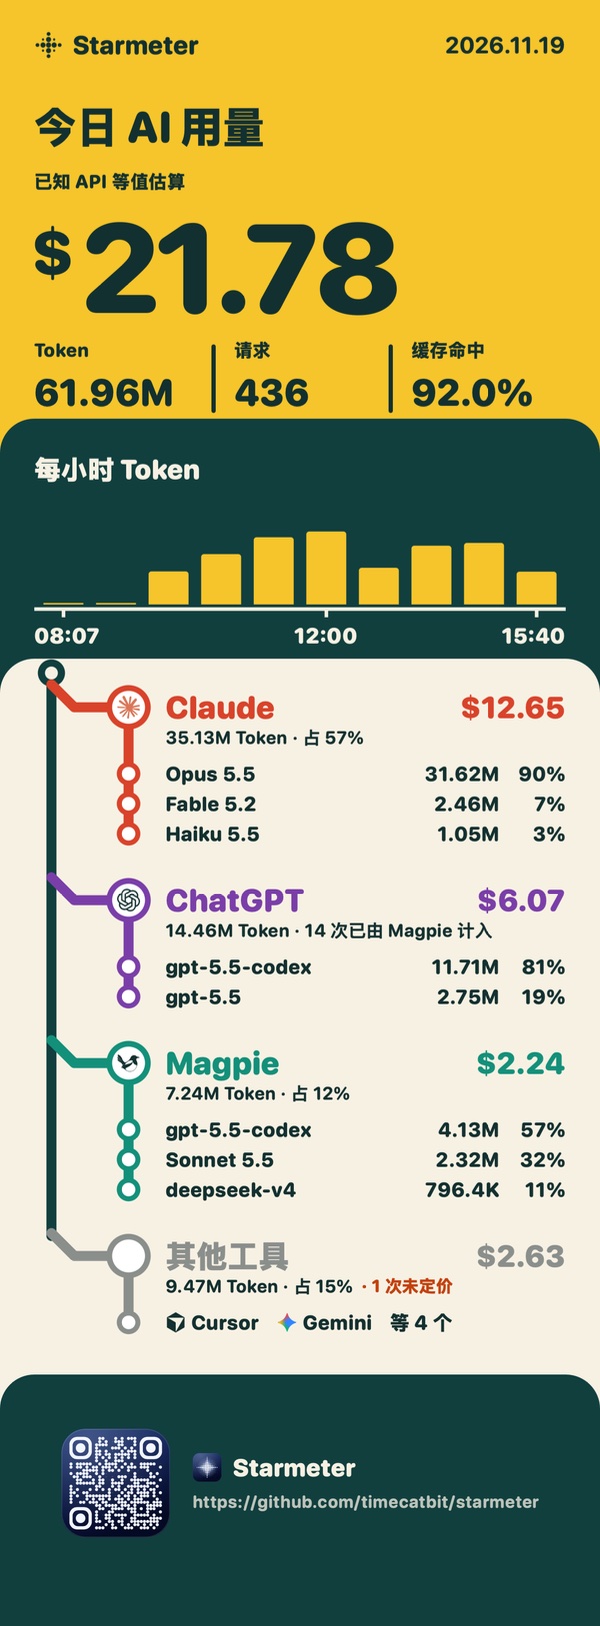 Starmeter 2026.11.19
今日 AI 用量
已知 API 等值估算
$21.78
Token 请求 缓存命中
61.96M 436 92.0%
每小时 Token
08:07 12:00 15:40
Claude $12.65
35.13M Token · 占 57%
Opus 5.5 31.62M 90%
Fable 5.2 2.46M 7%
Haiku 5.5 1.05M 3%
ChatGPT $6.07
14.46M Token · 14 次已由 Magpie 计入
gpt-5.5-codex 11.71M 81%
gpt-5.5 2.75M 19%
Magpie $2.24
7.24M Token · 占 12%
gpt-5.5-codex 4.13M 57%
Sonnet 5.5 2.32M 32%
deepseek-v4 796.4K 11%
其他工具 $2.63
9.47M Token · 占 15% · 1 次未定价
Cursor Gemini 等 4 个
Starmeter
https://github.com/timecatbit/starmeter